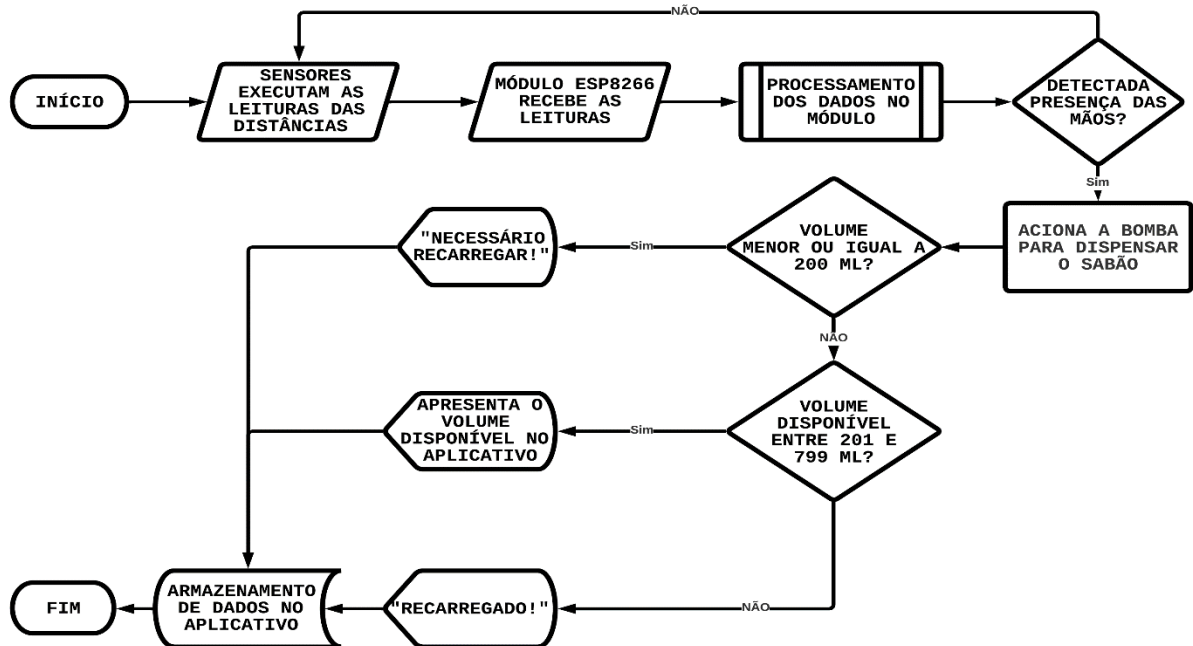 NÃO
INÍCIO
SENSORES
EXECUTAM AS
LEITURAS DAS
DISTÂNCIAS
MÓDULO ESP8266
RECEBE AS
LEITURAS
PROCESSAMENTO
DOS DADOS NO
MÓDULO
DETECTADA
PRESENÇA DAS
MÃOS?
Sim
ACIONA A BOMBA
PARA DISPENSAR
O SABÃO
VOLUME
MENOR OU IGUAL A
200 ML?
Sim
"NECESSÁRIO
RECARREGAR!"
NÃO
VOLUME
DISPONÍVEL
ENTRE 201 E
799 ML?
Sim
APRESENTA O
VOLUME
DISPONÍVEL NO
APLICATIVO
NÃO
"RECARREGADO!"
ARMAZENAMENTO
DE DADOS NO
APLICATIVO
FIM